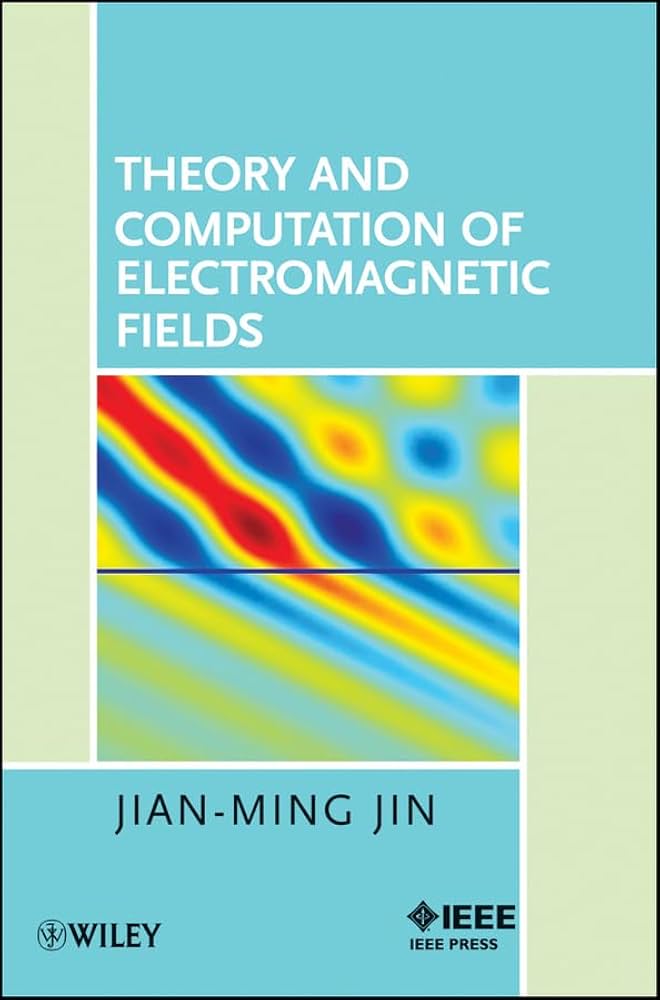 THEORY AND
COMPUTATION OF
ELECTROMAGNETIC
FIELDS
JIAN-MING JIN
WILEY
IEEE
IEEE PRESS